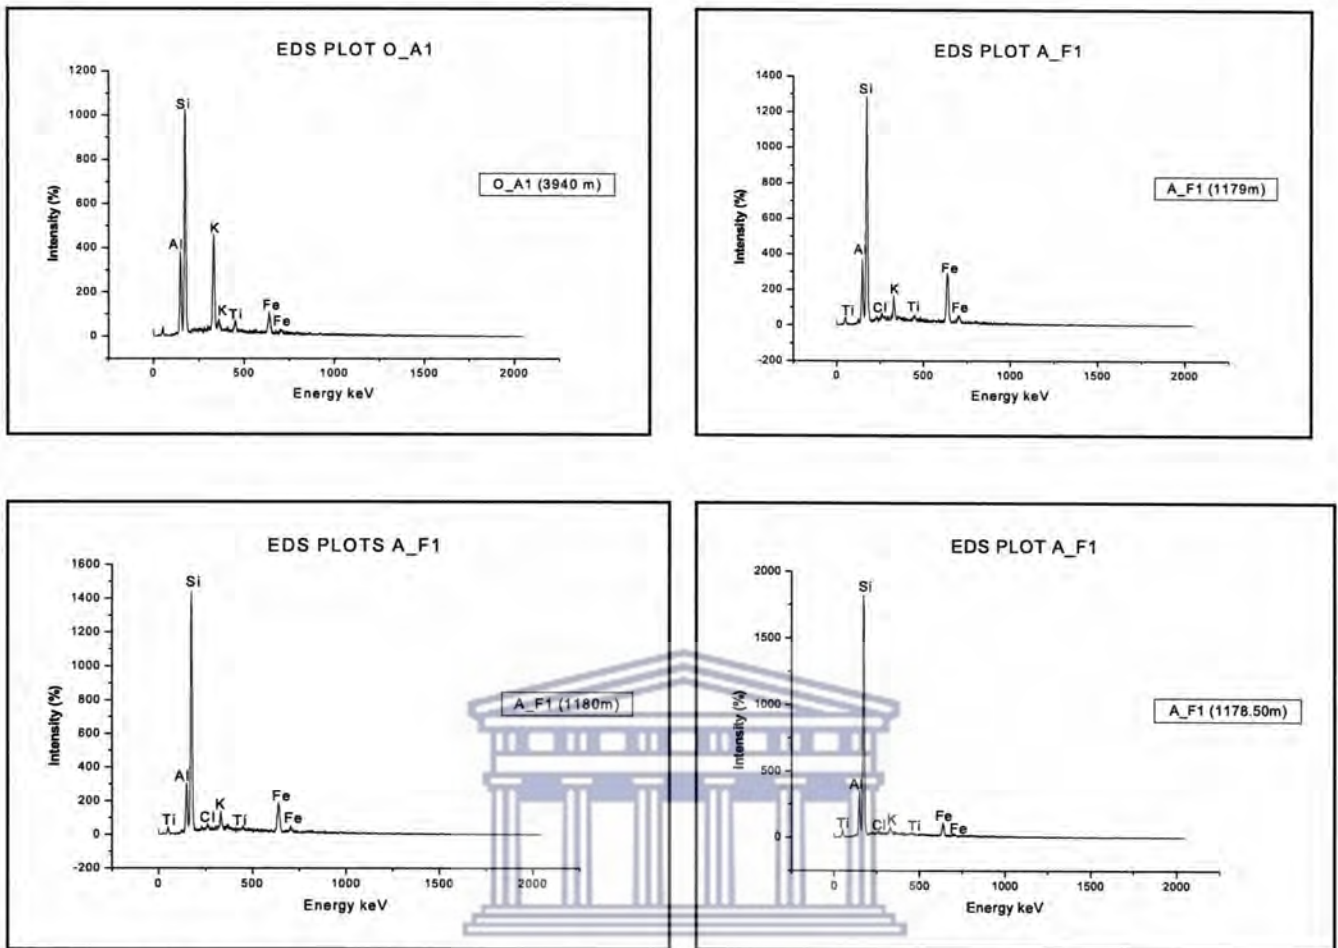 EDS PLOT O_A1
1200
1000
800
600
400
200
0
Intensity (%)
Si
Al
K
K
Ti
Fe
Fe
O_A1 (3940 m)
0 500 1000 1500 2000
Energy keV
EDS PLOT A_F1
1400
1200
1000
800
600
400
200
0
-200
Intensity (%)
Si
Al
Ti
Cl
K
Ti
Fe
Fe
A_F1 (1179m)
0 500 1000 1500 2000
Energy keV
EDS PLOTS A_F1
1600
1400
1200
1000
800
600
400
200
0
-200
Intensity (%)
Si
Al
Ti
Cl
K
Ti
Fe
Fe
A_F1 (1180m)
0 500 1000 1500 2000
Energy keV
EDS PLOT A_F1
2000
1500
1000
500
0
Intensity (%)
Si
Al
Ti
Cl
K
Ti
Fe
Fe
A_F1 (1178.50m)
0 500 1000 1500 2000
Energy keV